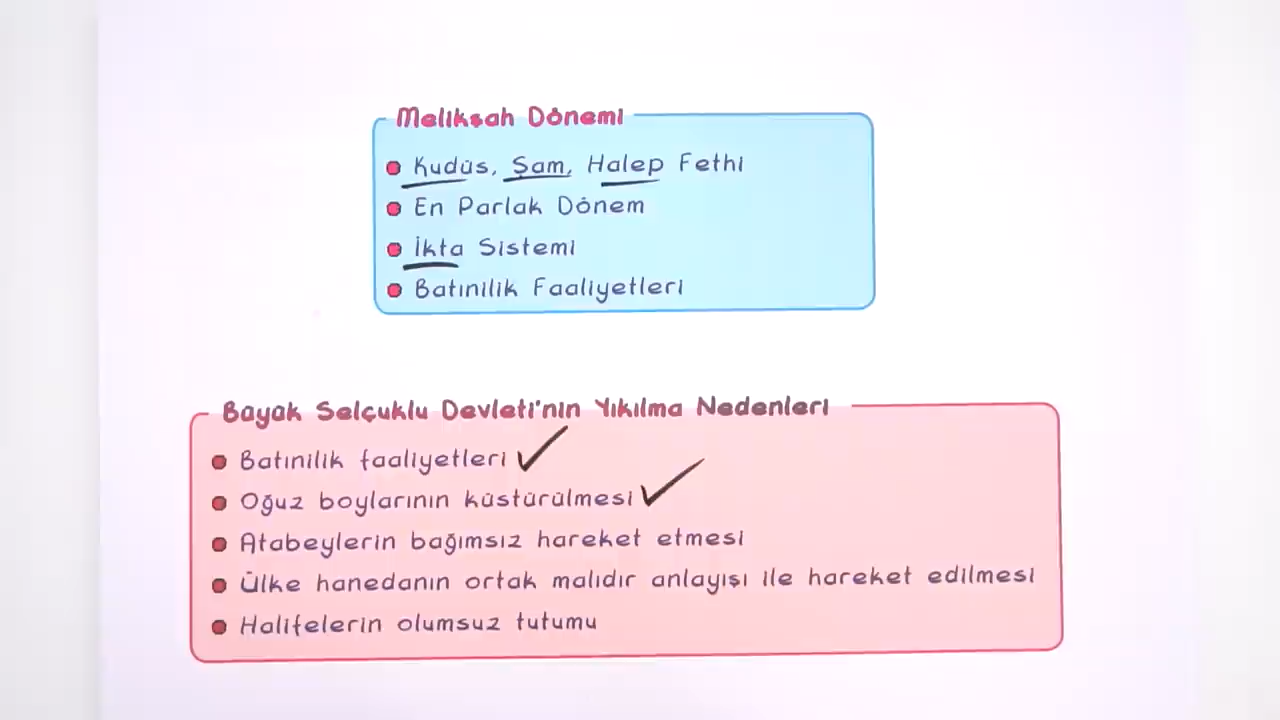 Melikşah Dönemi
Kudüs, Şam, Halep Fethi
En Parlak Dönem
İkta Sistemi
Batınilik Faaliyetleri
Büyük Selçuklu Devleti'nin Yıkılma Nedenleri
Batınilik faaliyetleri
Oğuz boylarının küstürülmesi
Atabeylerin bağımsız hareket etmesi
Ülke hanedanın ortak malıdır anlayışı ile hareket edilmesi
Halifelerin olumsuz tutumu